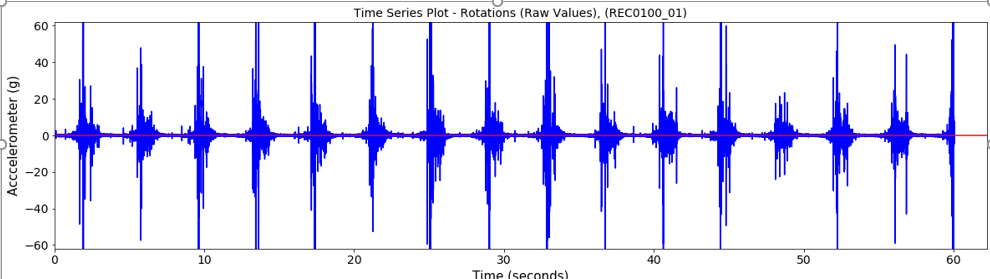 Time Series Plot - Rotations (Raw Values), (REC0100_01)
Acccelerometer (g)
60
40
20
0
−20
−40
−60
0 10 20 30 40 50 60
Time (seconds)